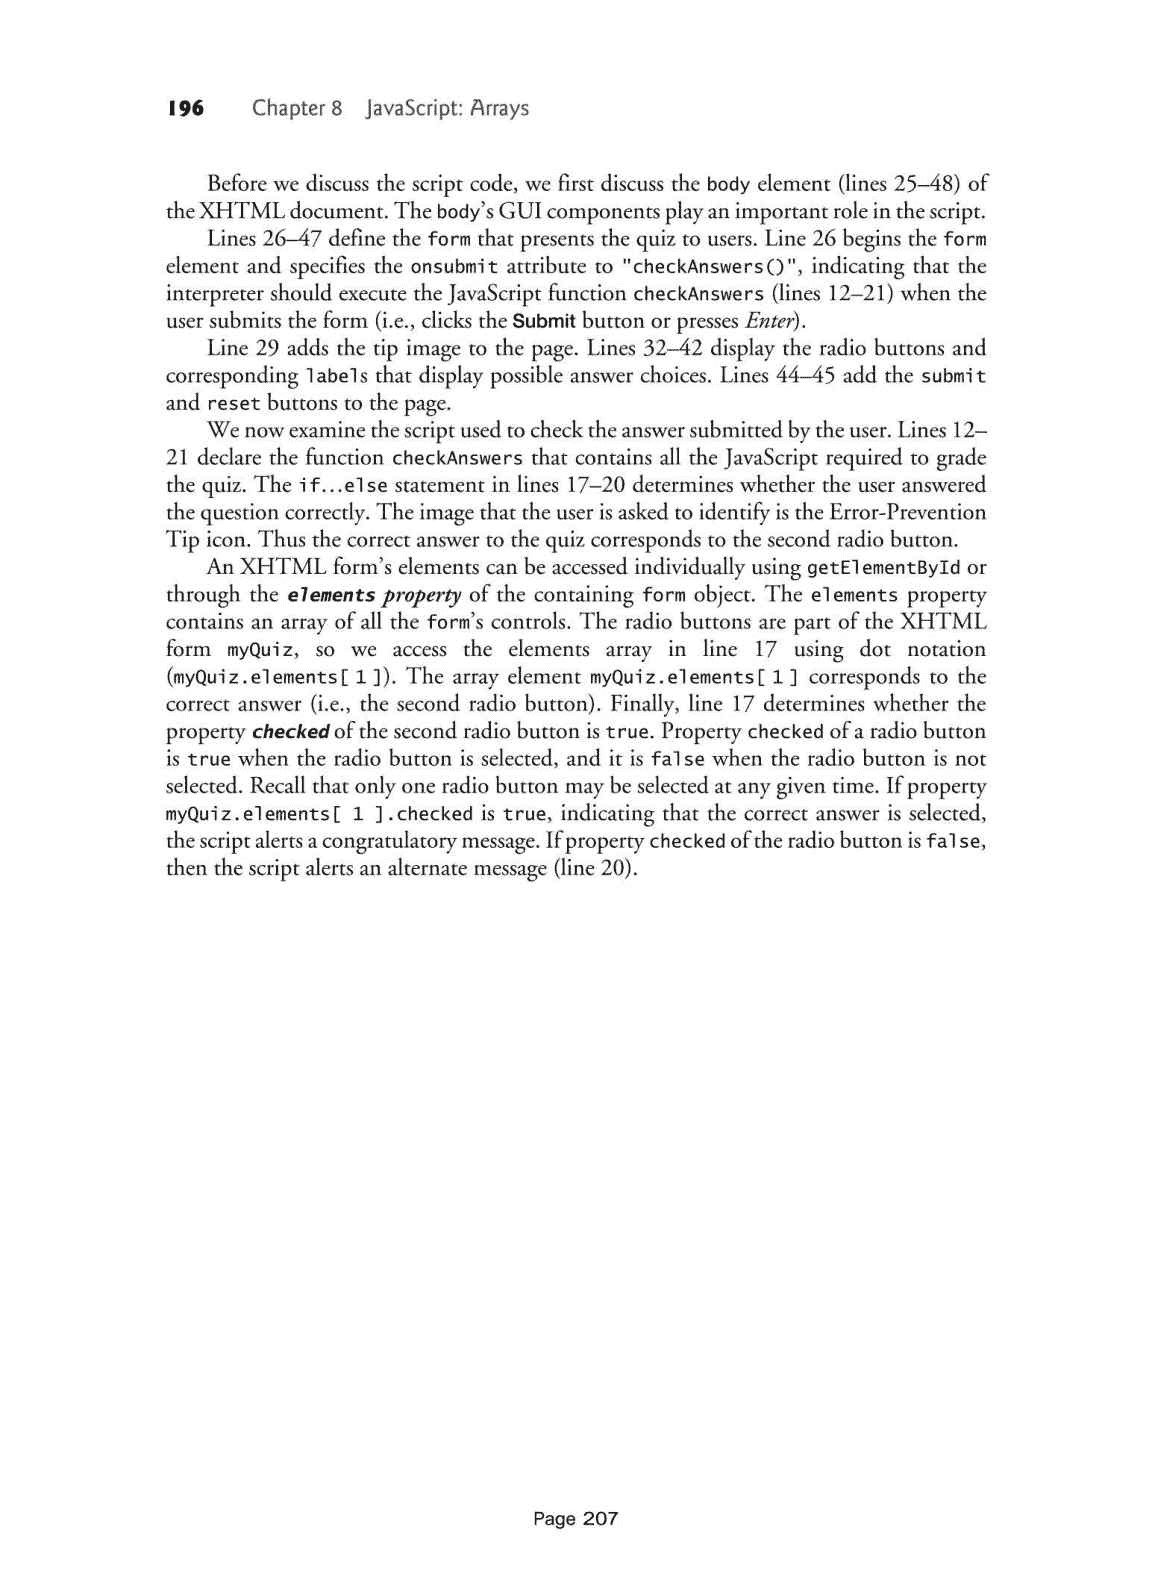 196 Chapter 8 JavaScript: Arrays
Before we discuss the script code, we first discuss the body element (lines 25–48) of
the XHTML document. The body’s GUI components play an important role in the script.
Lines 26–47 define the form that presents the quiz to users. Line 26 begins the form
element and specifies the onsubmit attribute to "checkAnswers()", indicating that the
interpreter should execute the JavaScript function checkAnswers (lines 12–21) when the
user submits the form (i.e., clicks the Submit button or presses Enter).
Line 29 adds the tip image to the page. Lines 32–42 display the radio buttons and
corresponding labels that display possible answer choices. Lines 44–45 add the submit
and reset buttons to the page.
We now examine the script used to check the answer submitted by the user. Lines 12–
21 declare the function checkAnswers that contains all the JavaScript required to grade
the quiz. The if...else statement in lines 17–20 determines whether the user answered
the question correctly. The image that the user is asked to identify is the Error-Prevention
Tip icon. Thus the correct answer to the quiz corresponds to the second radio button.
An XHTML form’s elements can be accessed individually using getElementById or
through the elements property of the containing form object. The elements property
contains an array of all the form’s controls. The radio buttons are part of the XHTML
form myQuiz, so we access the elements array in line 17 using dot notation
(myQuiz.elements[ 1 ]). The array element myQuiz.elements[ 1 ] corresponds to the
correct answer (i.e., the second radio button). Finally, line 17 determines whether the
property checked of the second radio button is true. Property checked of a radio button
is true when the radio button is selected, and it is false when the radio button is not
selected. Recall that only one radio button may be selected at any given time. If property
myQuiz.elements[ 1 ].checked is true, indicating that the correct answer is selected,
the script alerts a congratulatory message. If property checked of the radio button is false,
then the script alerts an alternate message (line 20).
Page 207